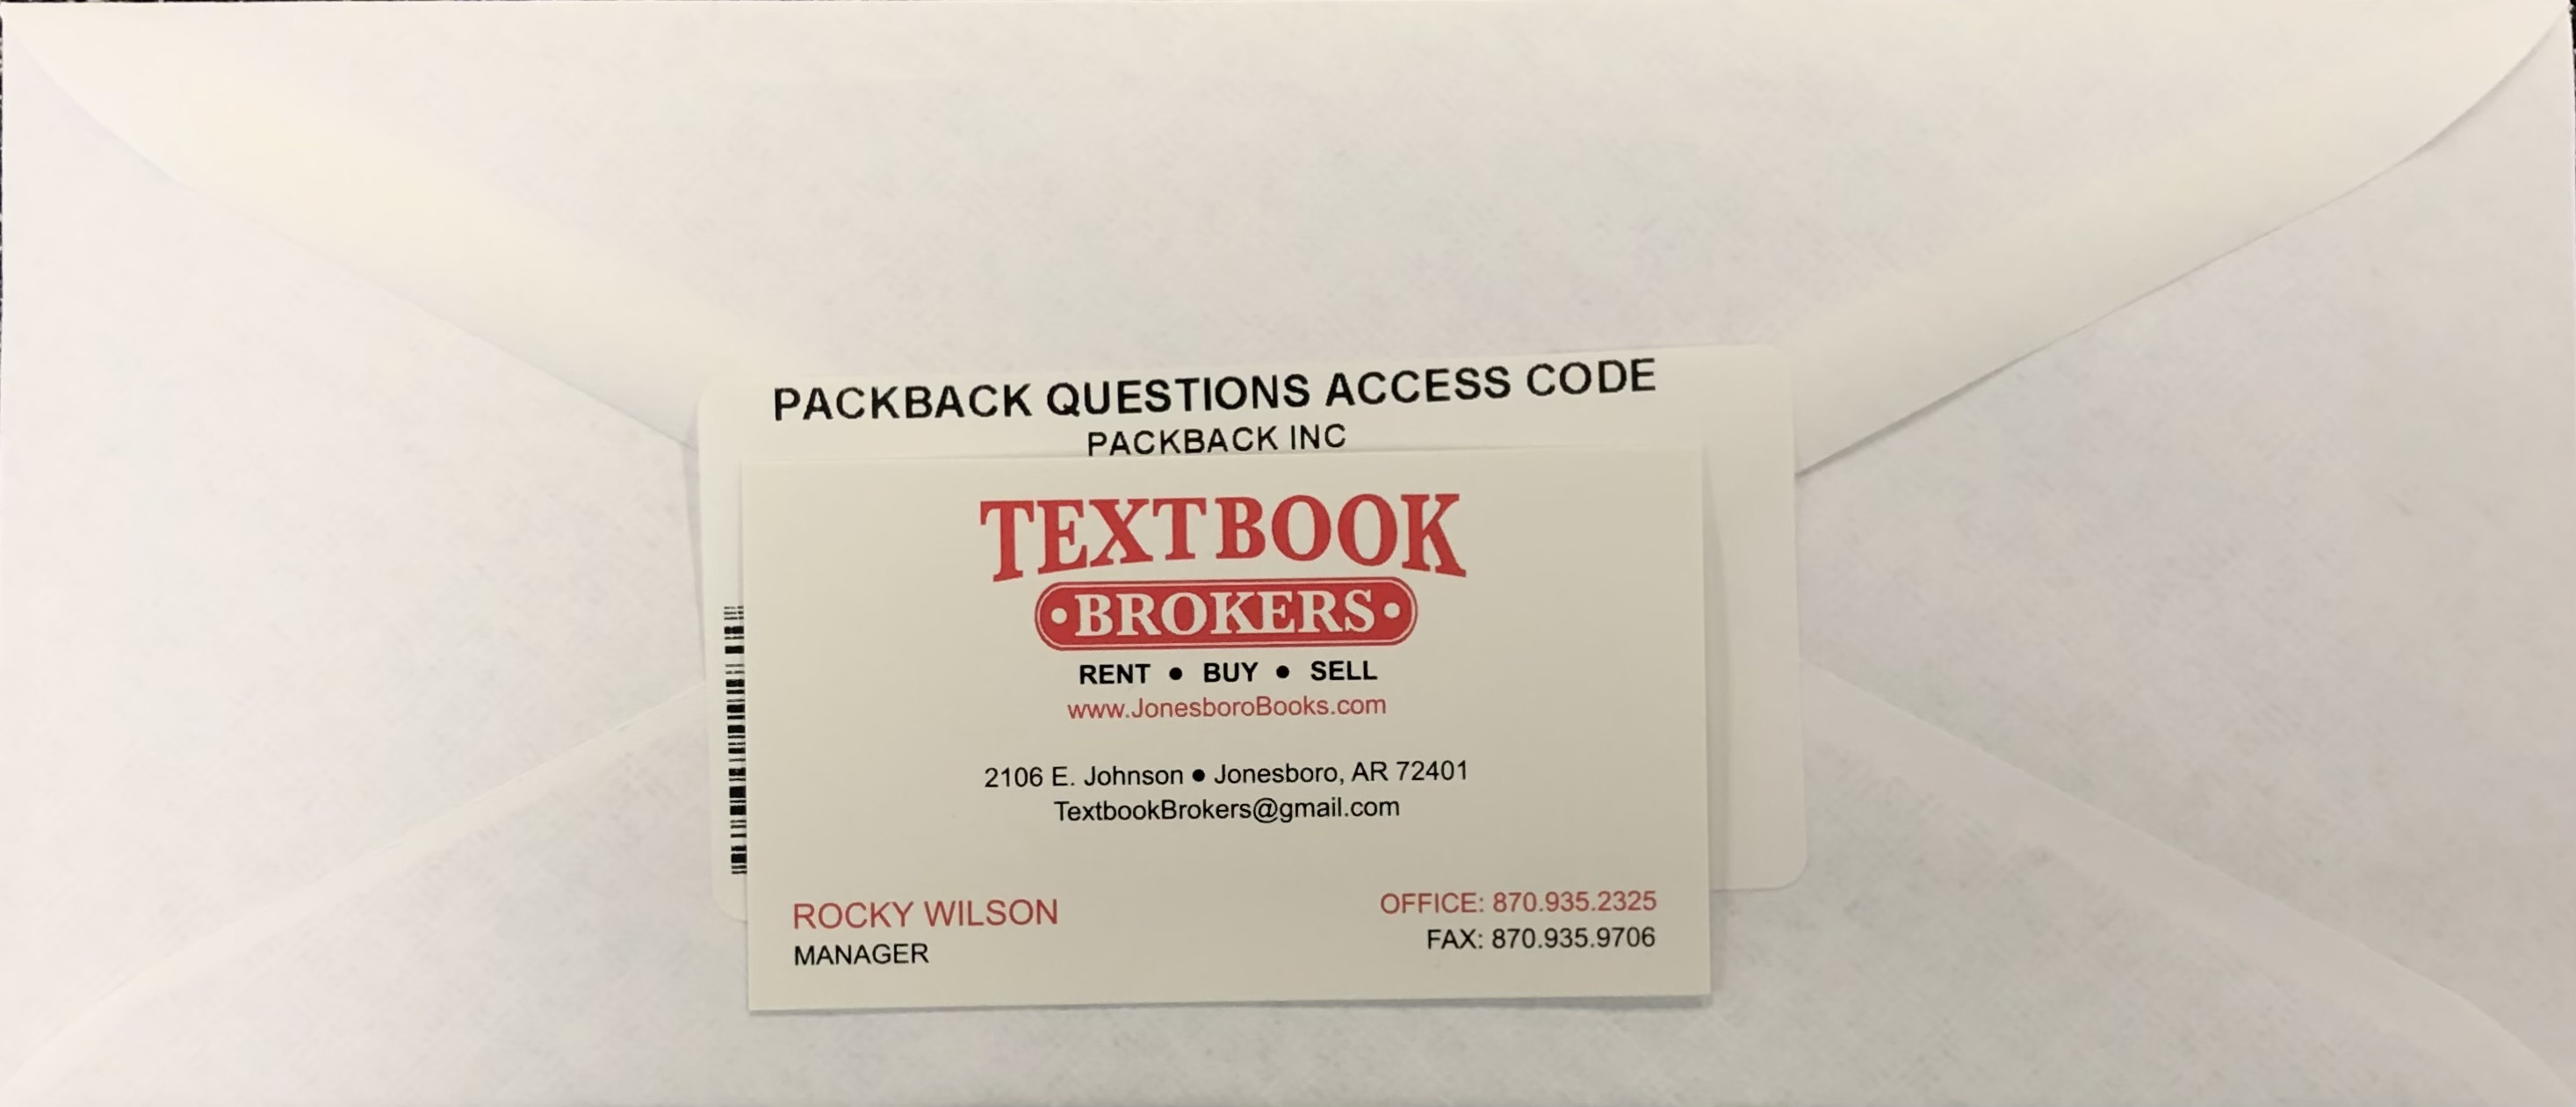 PACKBACK QUESTIONS ACCESS CODE
PACKBACK INC
TEXTBOOK
•BROKERS•
RENT • BUY • SELL
www.JonesboroBooks.com
2106 E. Johnson • Jonesboro, AR 72401
TextbookBrokers@gmail.com
ROCKY WILSON
MANAGER
OFFICE: 870.935.2325
FAX: 870.935.9706